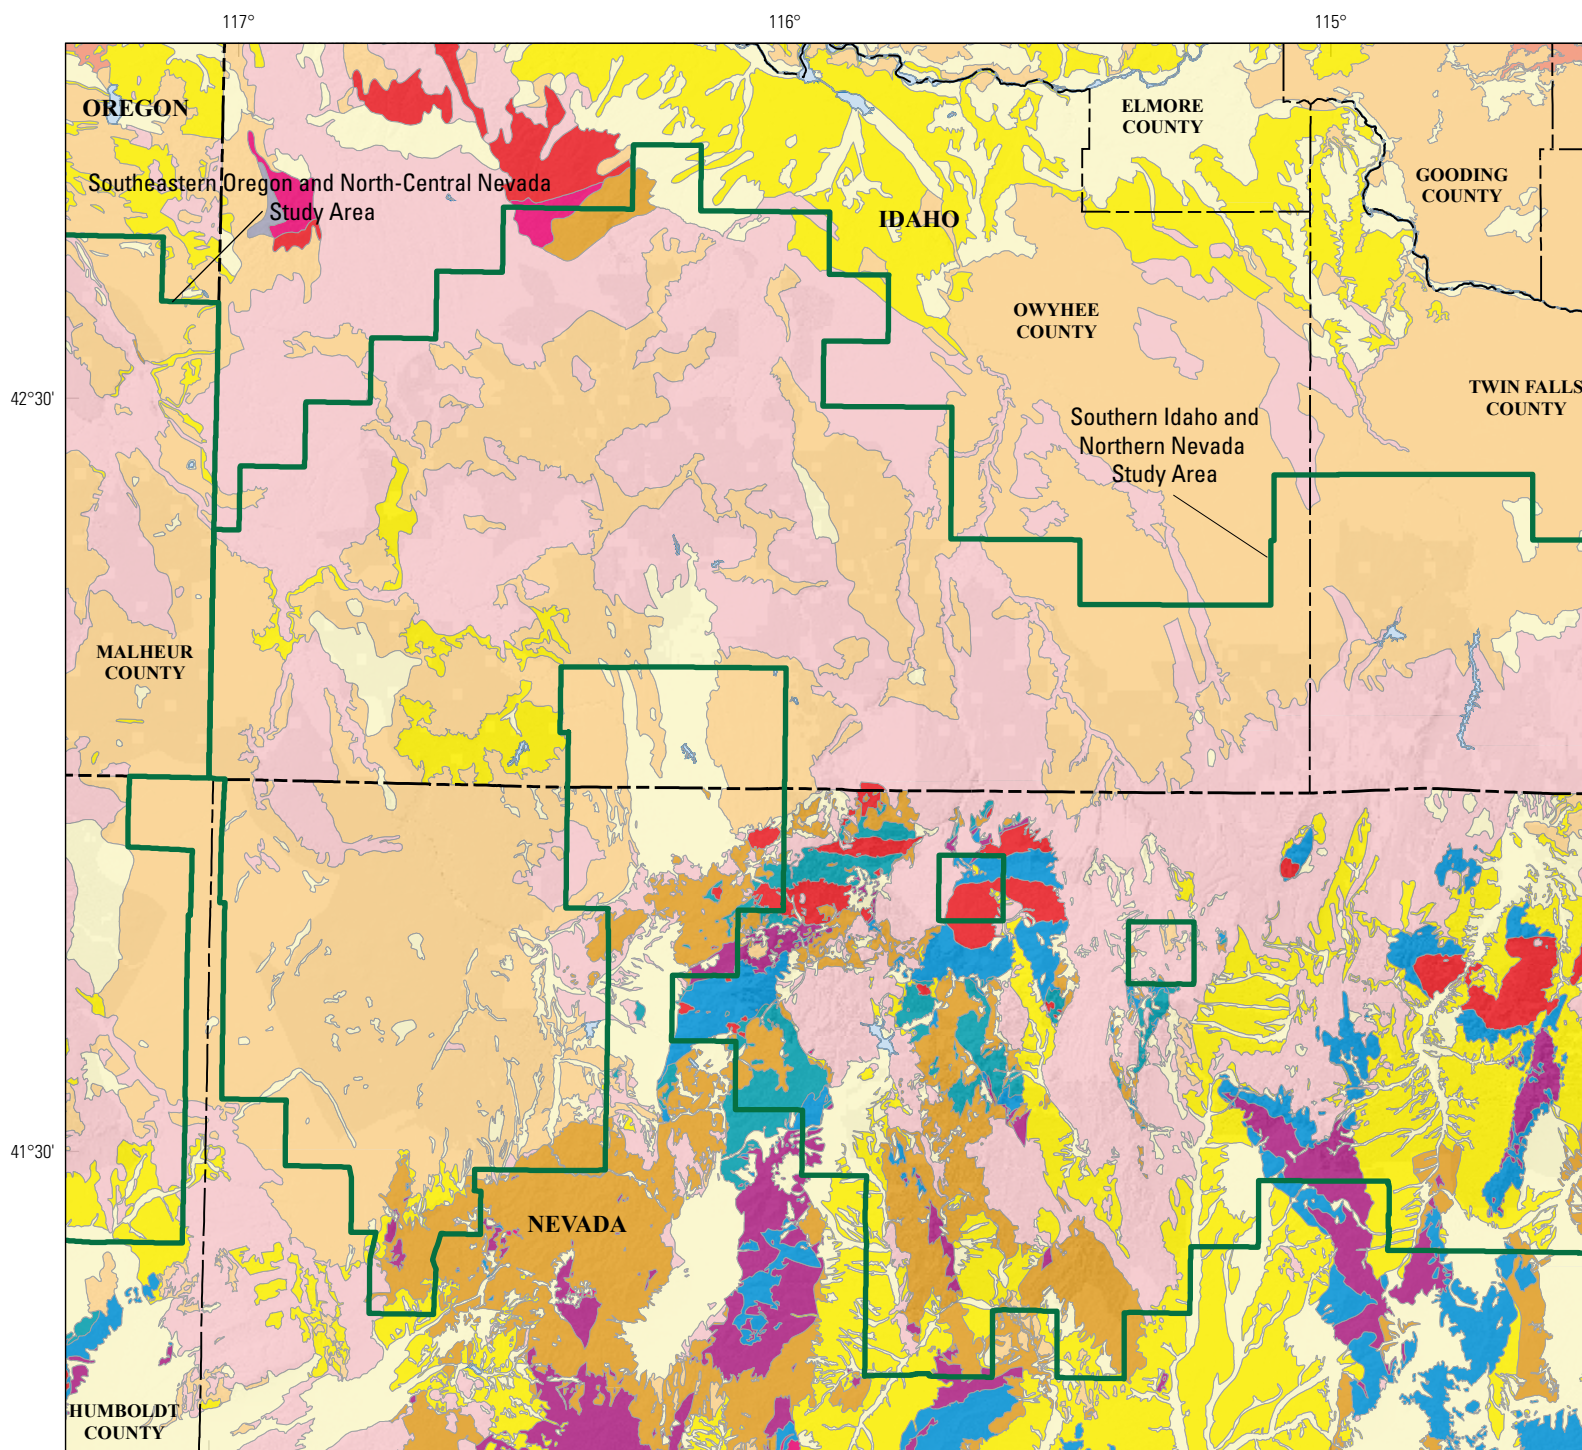 117°
116°
115°
OREGON
ELMORE
COUNTY
GOODING
COUNTY
Southeastern Oregon and North-Central Nevada
Study Area
IDAHO
OWYHEE
COUNTY
42°30'
TWIN FALLS
COUNTY
Southern Idaho and
Northern Nevada
Study Area
MALHEUR
COUNTY
41°30'
NEVADA
HUMBOLDT
COUNTY